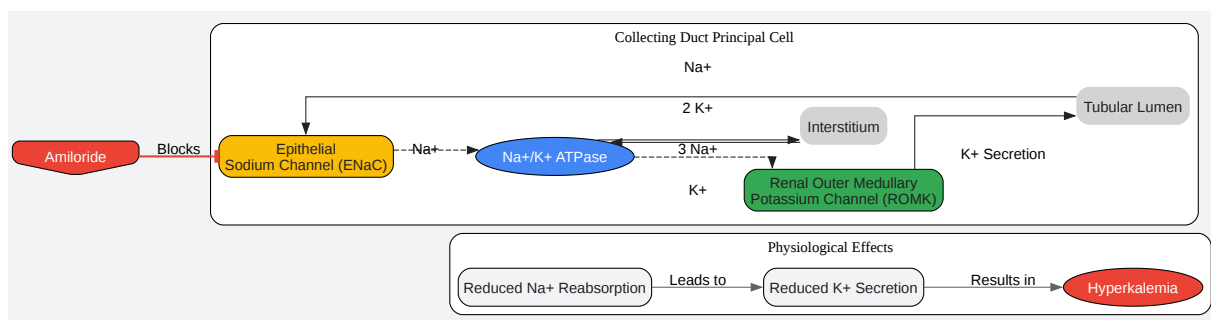 Collecting Duct Principal Cell
Na+
2 K+
Tubular Lumen
Interstitium
Amiloride
Blocks
Epithelial
Sodium Channel (ENaC)
Na+
Na+/K+ ATPase
3 Na+
K+ Secretion
K+
Renal Outer Medullary
Potassium Channel (ROMK)
Physiological Effects
Reduced Na+ Reabsorption
Leads to
Reduced K+ Secretion
Results in
Hyperkalemia